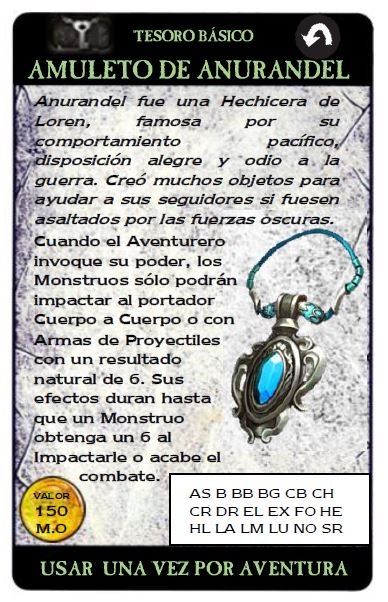 TESORO BÁSICO
AMULETO DE ANURANDEL
Anurandel fue una Hechicera de
Loren, famosa por su
comportamiento pacífico,
disposición alegre y odio a la
guerra. Creó muchos objetos para
ayudar a sus seguidores si fuesen
asaltados por las fuerzas oscuras.
Cuando el Aventurero
invoque su poder, los
Monstruos sólo podrán
impactar al portador
Cuerpo a Cuerpo o con
Armas de Proyectiles
con un resultado
natural de 6. Sus
efectos duran hasta
que un Monstruo
obtenga un 6 al
Impactarle o acabe el
combate.
VALOR
150
M.O
AS B BB BG CB CH
CR DR EL EX FO HE
HL LA LM LU NO SR
USAR UNA VEZ POR AVENTURA